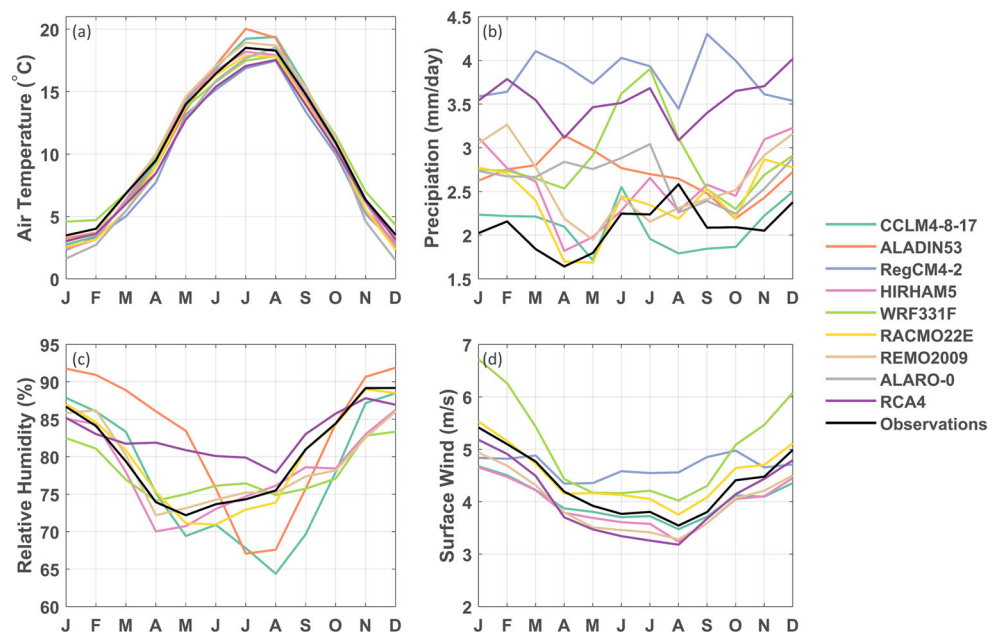 (a)
20
15
10
5
0
Air Temperature (°C)
J F M A M J J A S O N D
(b)
4.5
4
3.5
3
2.5
2
1.5
Precipiation (mm/day)
J F M A M J J A S O N D
(c)
95
90
85
80
75
70
65
60
Relative Humidity (%)
J F M A M J J A S O N D
(d)
7
6
5
4
3
2
Surface Wind (m/s)
J F M A M J J A S O N D
CCLM4-8-17
ALADIN53
RegCM4-2
HIRHAM5
WRF331F
RACMO22E
REMO2009
ALARO-0
RCA4
Observations